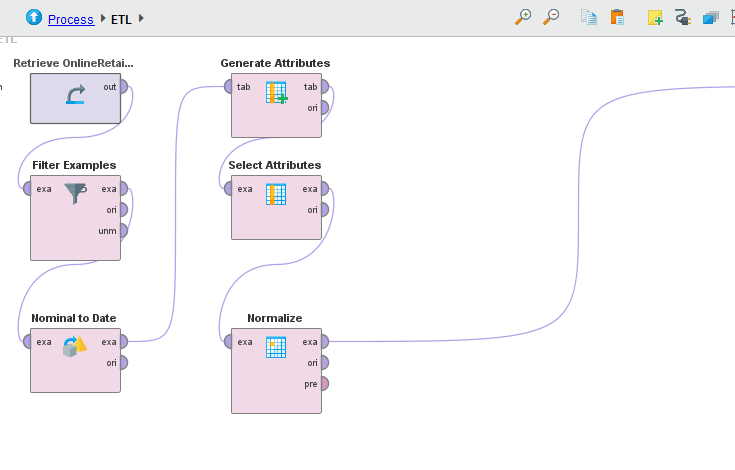 Process ETL
ETL
Retrieve OnlineRetai...
out
Filter Examples
exa exa
ori
unm
Nominal to Date
exa exa
ori
Generate Attributes
tab tab
ori
Select Attributes
exa exa
ori
Normalize
exa exa
ori
pre